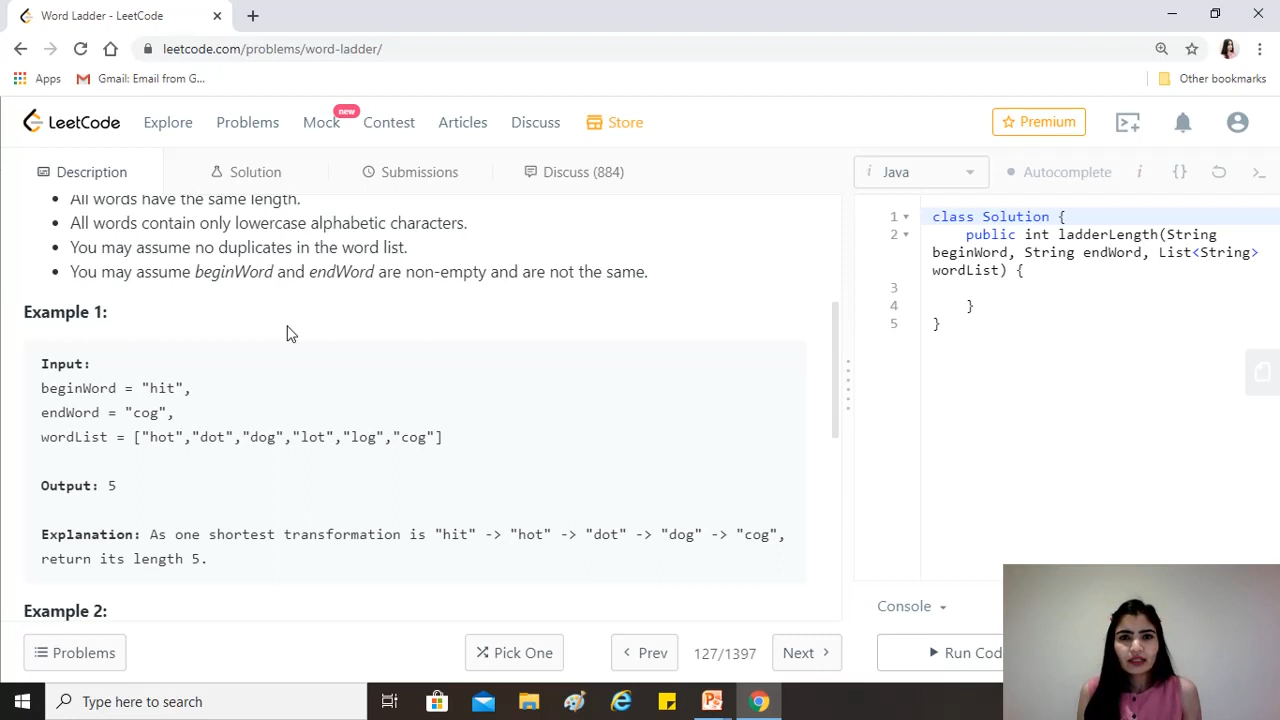 Word Ladder - LeetCode
leetcode.com/problems/word-ladder/
Apps
Gmail: Email from G...
Other bookmarks
LeetCode
Explore
Problems
Mock
new
Contest
Articles
Discuss
Store
Premium
Description
Solution
Submissions
Discuss (884)
Java
Autocomplete
All words have the same length.
All words contain only lowercase alphabetic characters.
You may assume no duplicates in the word list.
You may assume beginWord and endWord are non-empty and are not the same.
Example 1:
Input:
beginWord = "hit",
endWord = "cog",
wordList = ["hot","dot","dog","lot","log","cog"]
Output: 5
Explanation: As one shortest transformation is "hit" -> "hot" -> "dot" -> "dog" -> "cog",
return its length 5.
Example 2:
1 class Solution {
2 public int ladderLength(String
beginWord, String endWord, List<String>
wordList) {
3
4 }
5 }
Console
Problems
Pick One
Prev
127/1397
Next
Run Cod
Type here to search